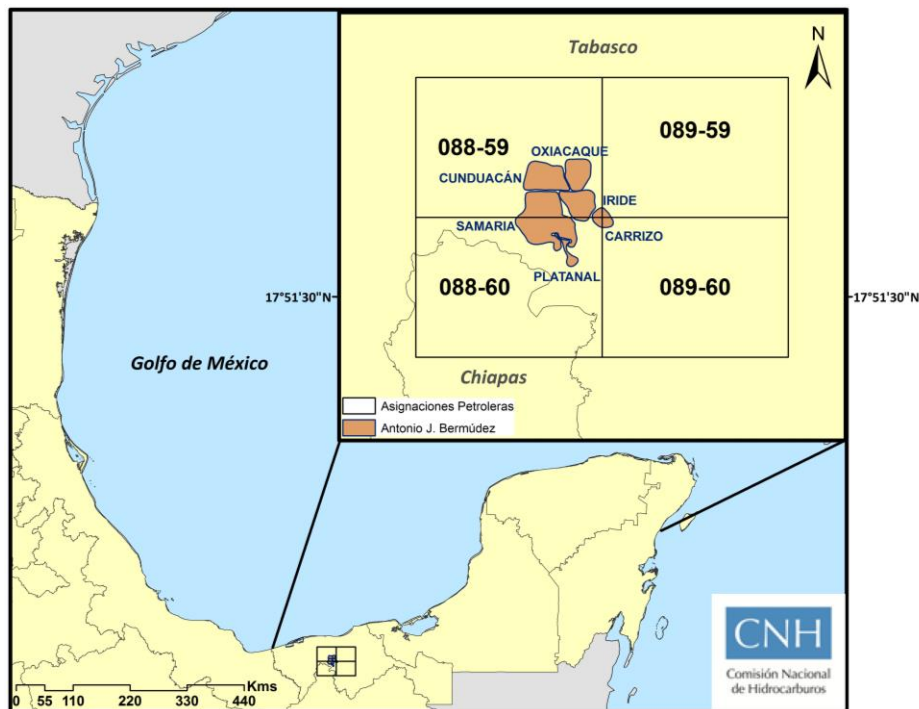 Tabasco
N
088-59
089-59
OXIACAQUE
CUNDUACÁN
IRIDE
SAMARIA
CARRIZO
PLATANAL
088-60
089-60
17°51'30"N
17°51'30"N
Golfo de México
Chiapas
Asignaciones Petroleras
Antonio J. Bermúdez
CNH
Comisión Nacional
de Hidrocarburos
Kms
0 55 110 220 330 440